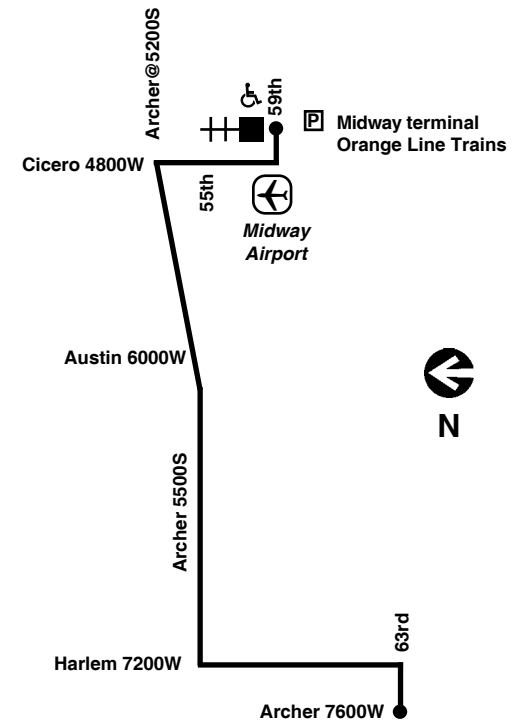 Archer@5200S
59th
P
Midway terminal
Orange Line Trains
Cicero 4800W
55th
Midway
Airport
Austin 6000W
N
Archer 5500S
63rd
Harlem 7200W
Archer 7600W